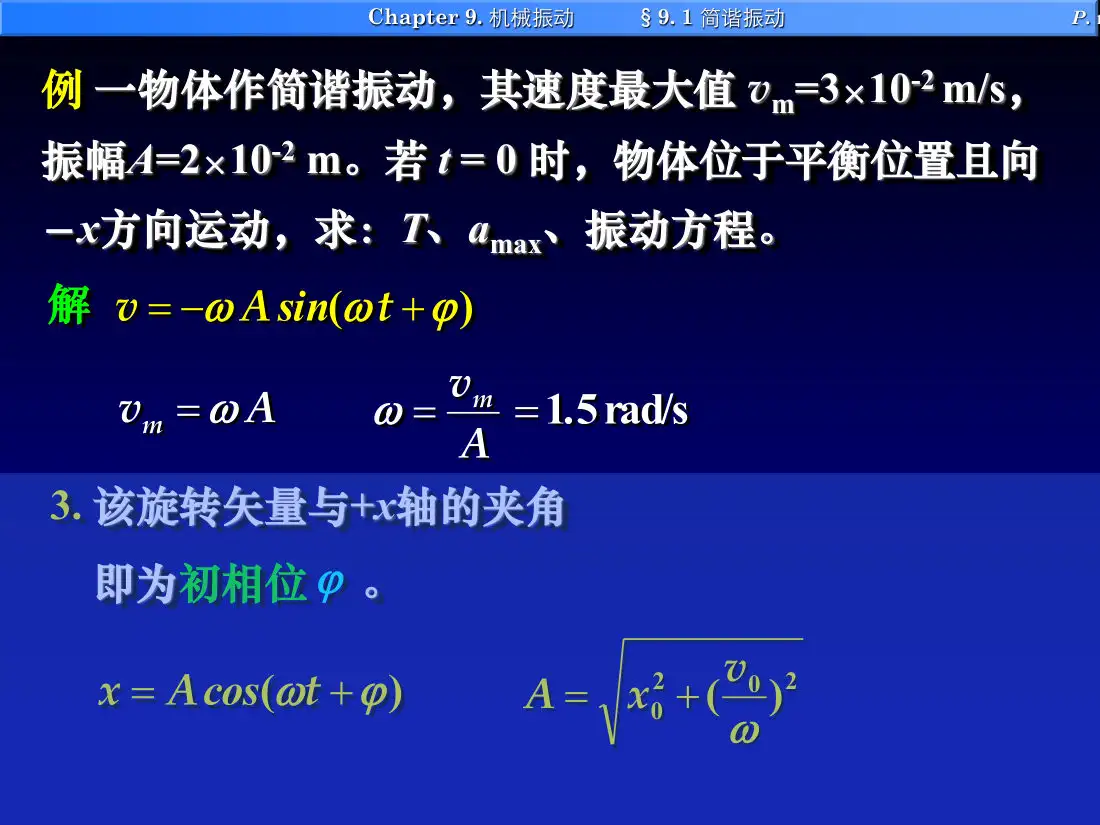 Chapter 9. 机械振动 § 9. 1 简谐振动 P.
例 一物体作简谐振动，其速度最大值 vm=3×10-2 m/s，
振幅A=2×10-2 m。若 t = 0 时，物体位于平衡位置且向
–x方向运动，求：T、amax、振动方程。
解 v = −ω A sin(ω t + φ)
vm = ω A ω = vm/A = 1.5 rad/s
3. 该旋转矢量与+x轴的夹角
即为初相位 φ 。
x = A cos(ωt + φ) A = √(x0² + (v0/ω)²)